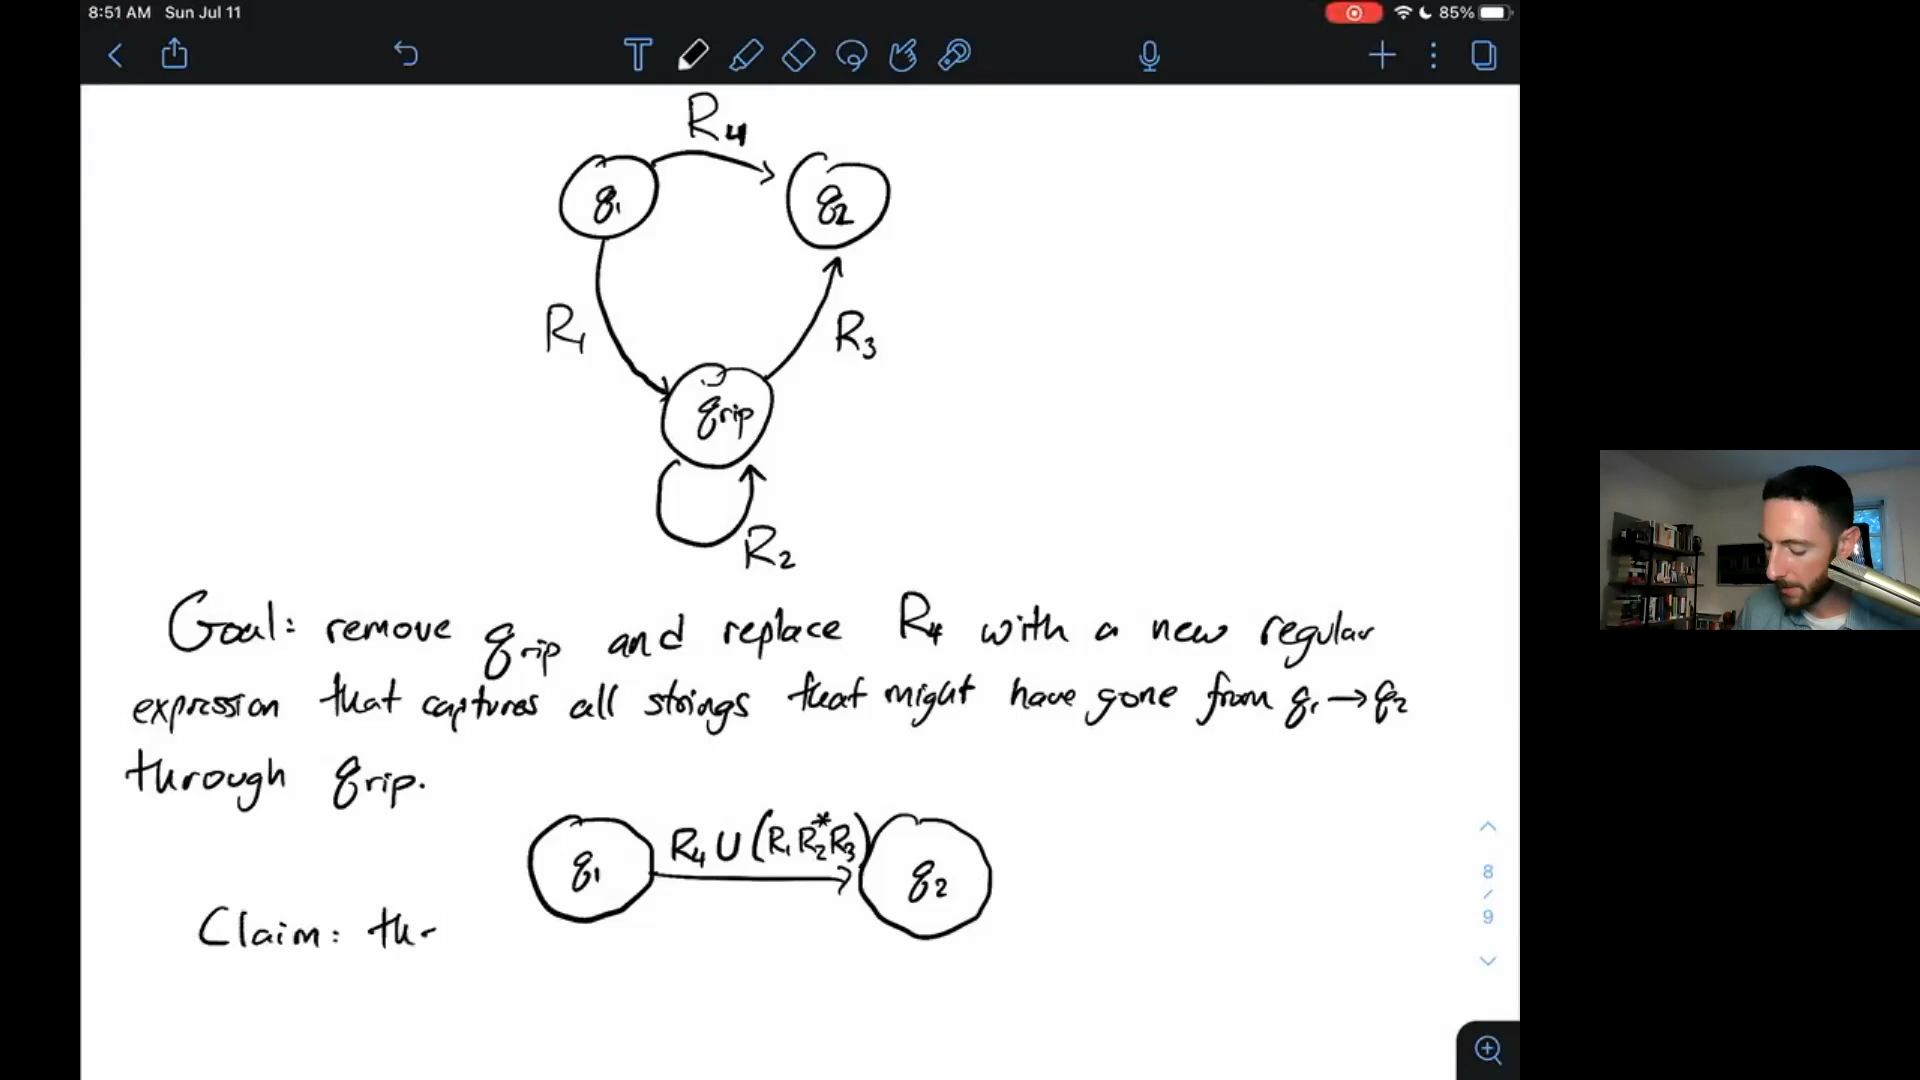 8:51 AM Sun Jul 11
85%
R4
q1
q2
R1
R3
qrip
R2
Goal: remove qrip and replace R4 with a new regular
expression that captures all strings that might have gone from q1 → q2
through qrip.
R4 ∪ (R1 R2* R3)
q1
q2
Claim: the
8
/
9